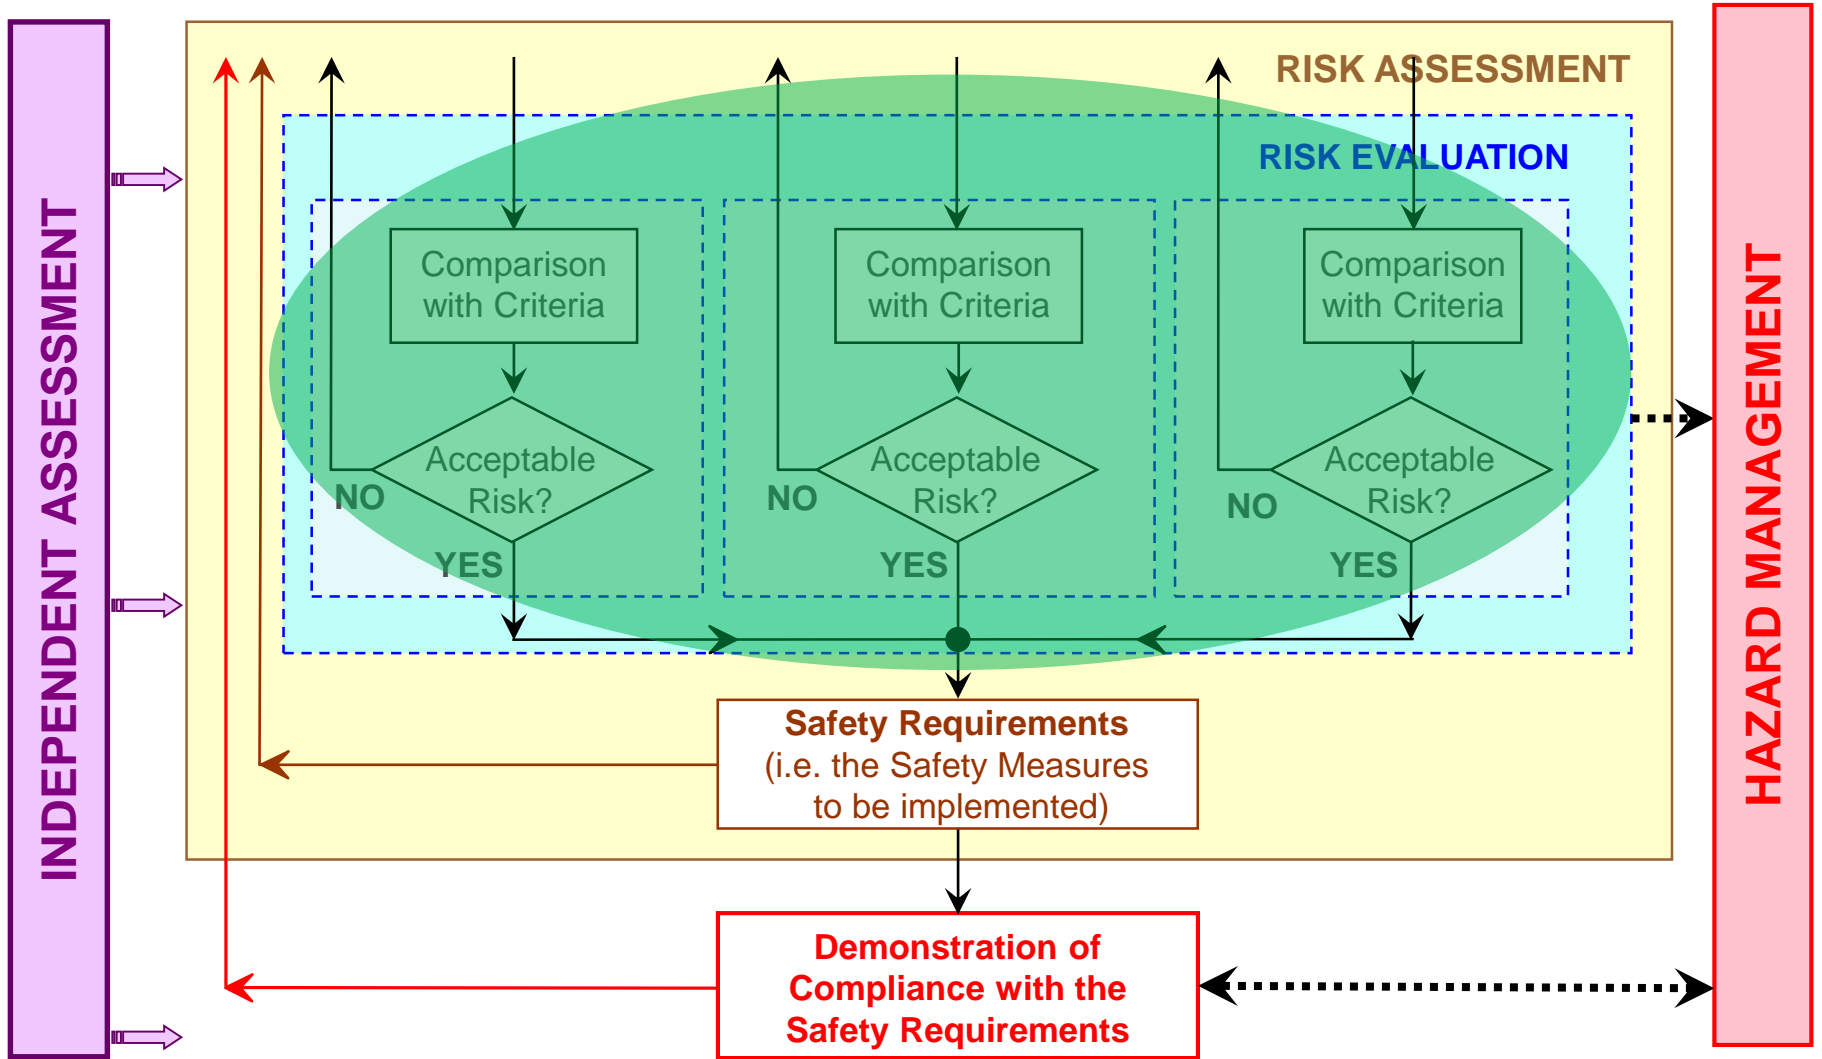 INDEPENDENT ASSESSMENT
RISK ASSESSMENT
RISK EVALUATION
Comparison
with Criteria
Comparison
with Criteria
Comparison
with Criteria
Acceptable
Risk?
Acceptable
Risk?
Acceptable
Risk?
NO
NO
NO
YES
YES
YES
Safety Requirements
(i.e. the Safety Measures
to be implemented)
Demonstration of
Compliance with the
Safety Requirements
HAZARD MANAGEMENT